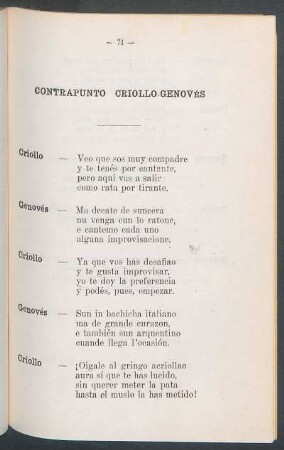 — 71 —
CONTRAPUNTO CRIOLLO-GENOVÉS
Criollo — Veo que sos muy compadre
y te tenés por cantante,
pero aquí vas a salir
como rata por tirante.
Genovés — Ma decate de suncera
nu venga con lo ratone,
e cantemo cada uno
alguna improvisacione.
Criollo — Ya que vos has desafiao
y te gusta improvisar,
yo te doy la preferencia
y podés, pues, empezar.
Genovés — Sun in bachicha italiano
ma de grande curazon,
e también sun arquentino
cuande llega l'ocasión.
Criollo — ¡Oigale al gringo acriollao
aura sí que te has lucido,
sin querer meter la pata
hasta el muslo la has metido!